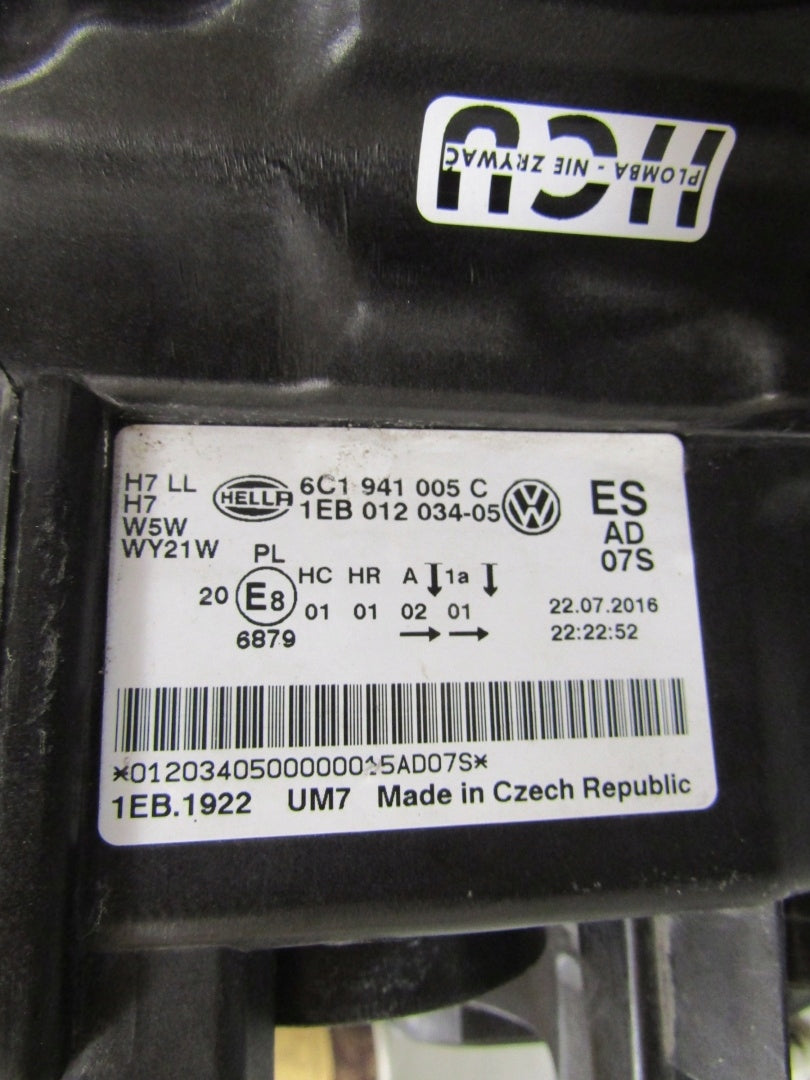 HCU
PLOMBA - NIE ZRYWAĆ
H7 LL
H7
W5W
WY21W
HELLA
6C1 941 005 C
1EB 012 034-05
VW
ES
AD
07S
PL
20 E8
6879
HC HR A 1a
01 01 02 01
22.07.2016
22:22:52
1EB.1922 UM7 Made in Czech Republic